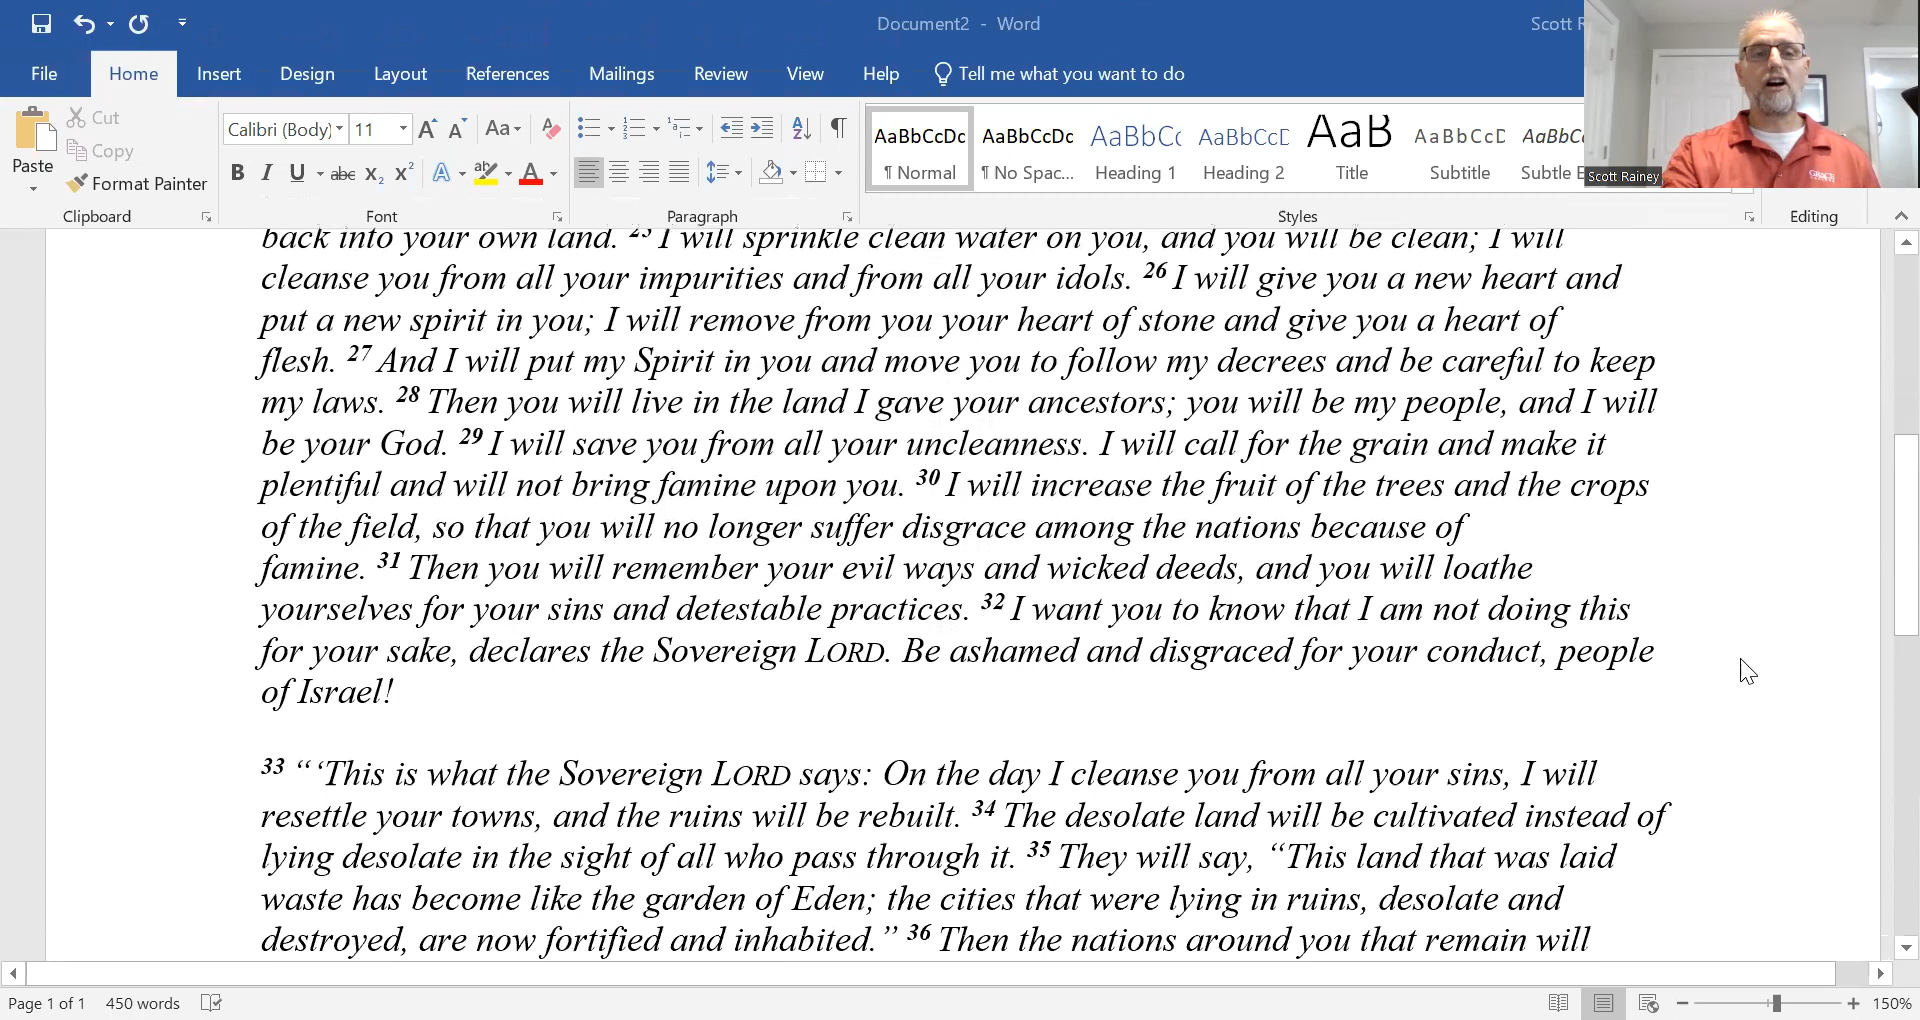 Document2 - Word
Scott R
File Home Insert Design Layout References Mailings Review View Help Tell me what you want to do
Paste
Cut
Copy
Format Painter
Clipboard
Calibri (Body) 11
Font
Paragraph
AaBbCcDc AaBbCcDc AaBbCc AaBbCcD AaB AaBbCcD AaBbCc
¶ Normal ¶ No Spac... Heading 1 Heading 2 Title Subtitle Subtle E
Styles
Editing
Scott Rainey
GRACE
back into your own land. 25 I will sprinkle clean water on you, and you will be clean; I will
cleanse you from all your impurities and from all your idols. 26 I will give you a new heart and
put a new spirit in you; I will remove from you your heart of stone and give you a heart of
flesh. 27 And I will put my Spirit in you and move you to follow my decrees and be careful to keep
my laws. 28 Then you will live in the land I gave your ancestors; you will be my people, and I will
be your God. 29 I will save you from all your uncleanness. I will call for the grain and make it
plentiful and will not bring famine upon you. 30 I will increase the fruit of the trees and the crops
of the field, so that you will no longer suffer disgrace among the nations because of
famine. 31 Then you will remember your evil ways and wicked deeds, and you will loathe
yourselves for your sins and detestable practices. 32 I want you to know that I am not doing this
for your sake, declares the Sovereign LORD. Be ashamed and disgraced for your conduct, people
of Israel!
33 “‘This is what the Sovereign LORD says: On the day I cleanse you from all your sins, I will
resettle your towns, and the ruins will be rebuilt. 34 The desolate land will be cultivated instead of
lying desolate in the sight of all who pass through it. 35 They will say, “This land that was laid
waste has become like the garden of Eden; the cities that were lying in ruins, desolate and
destroyed, are now fortified and inhabited.” 36 Then the nations around you that remain will
Page 1 of 1 450 words
150%